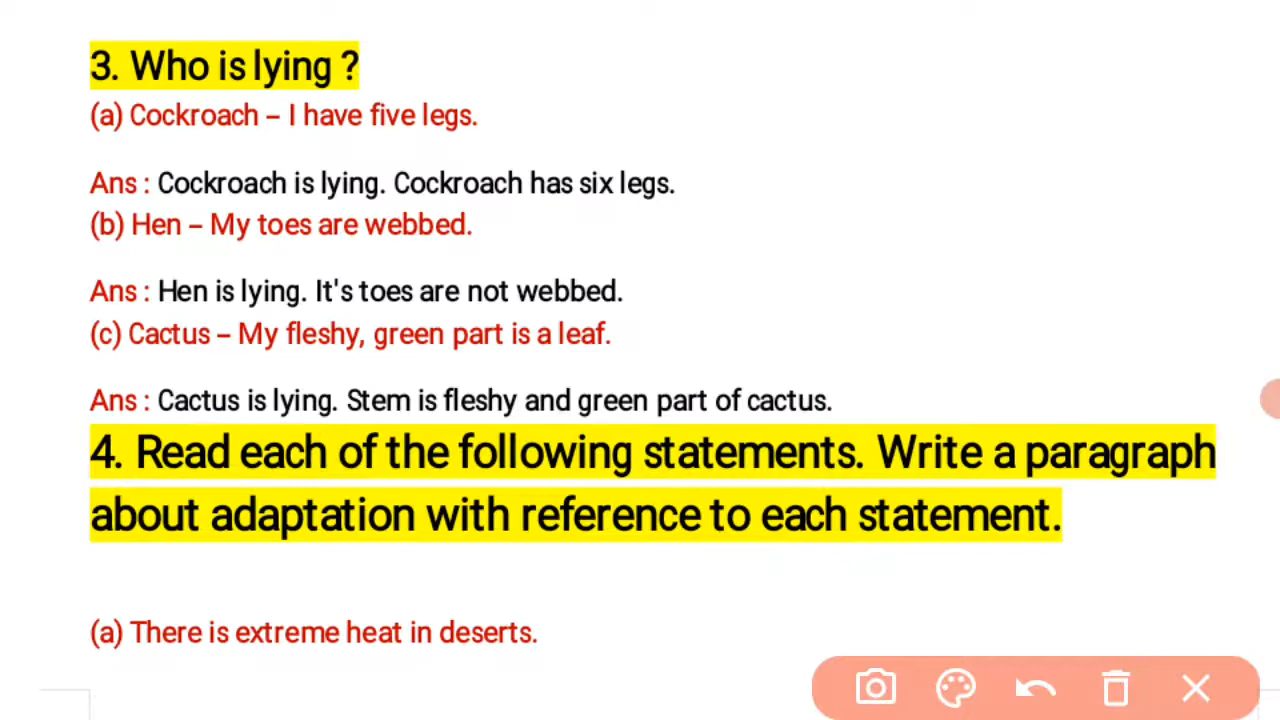 3. Who is lying ?
(a) Cockroach – I have five legs.
Ans : Cockroach is lying. Cockroach has six legs.
(b) Hen – My toes are webbed.
Ans : Hen is lying. It's toes are not webbed.
(c) Cactus – My fleshy, green part is a leaf.
Ans : Cactus is lying. Stem is fleshy and green part of cactus.
4. Read each of the following statements. Write a paragraph
about adaptation with reference to each statement.
(a) There is extreme heat in deserts.